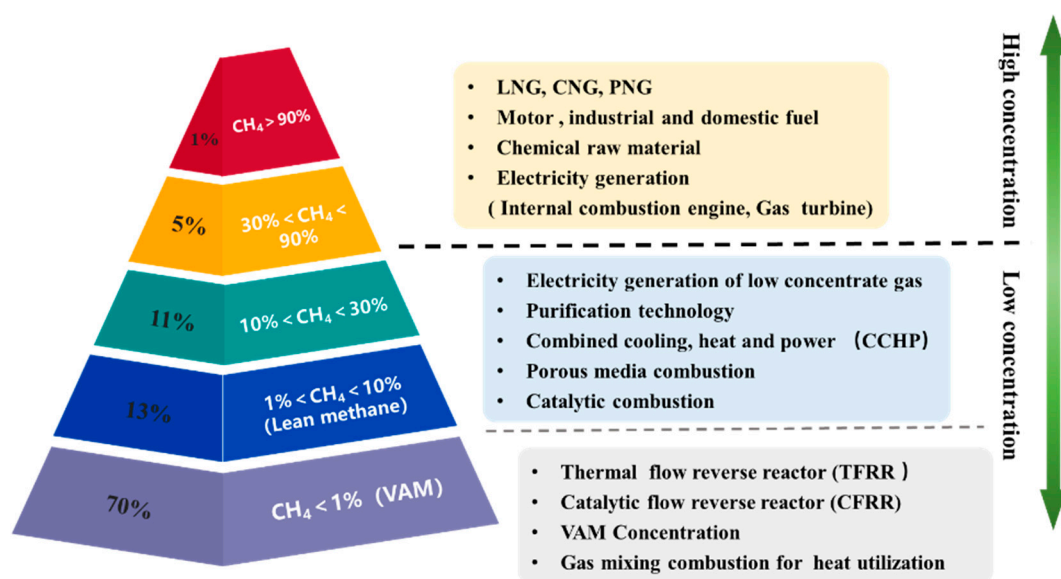 1%
CH₄ > 90%
5%
30% < CH₄ <
90%
11%
10% < CH₄ < 30%
13%
1% < CH₄ < 10%
(Lean methane)
70%
CH₄ < 1% (VAM)
• LNG, CNG, PNG
• Motor , industrial and domestic fuel
• Chemical raw material
• Electricity generation
( Internal combustion engine, Gas turbine)
• Electricity generation of low concentrate gas
• Purification technology
• Combined cooling, heat and power （CCHP）
• Porous media combustion
• Catalytic combustion
• Thermal flow reverse reactor (TFRR )
• Catalytic flow reverse reactor (CFRR)
• VAM Concentration
• Gas mixing combustion for heat utilization
High concentration
Low concentration